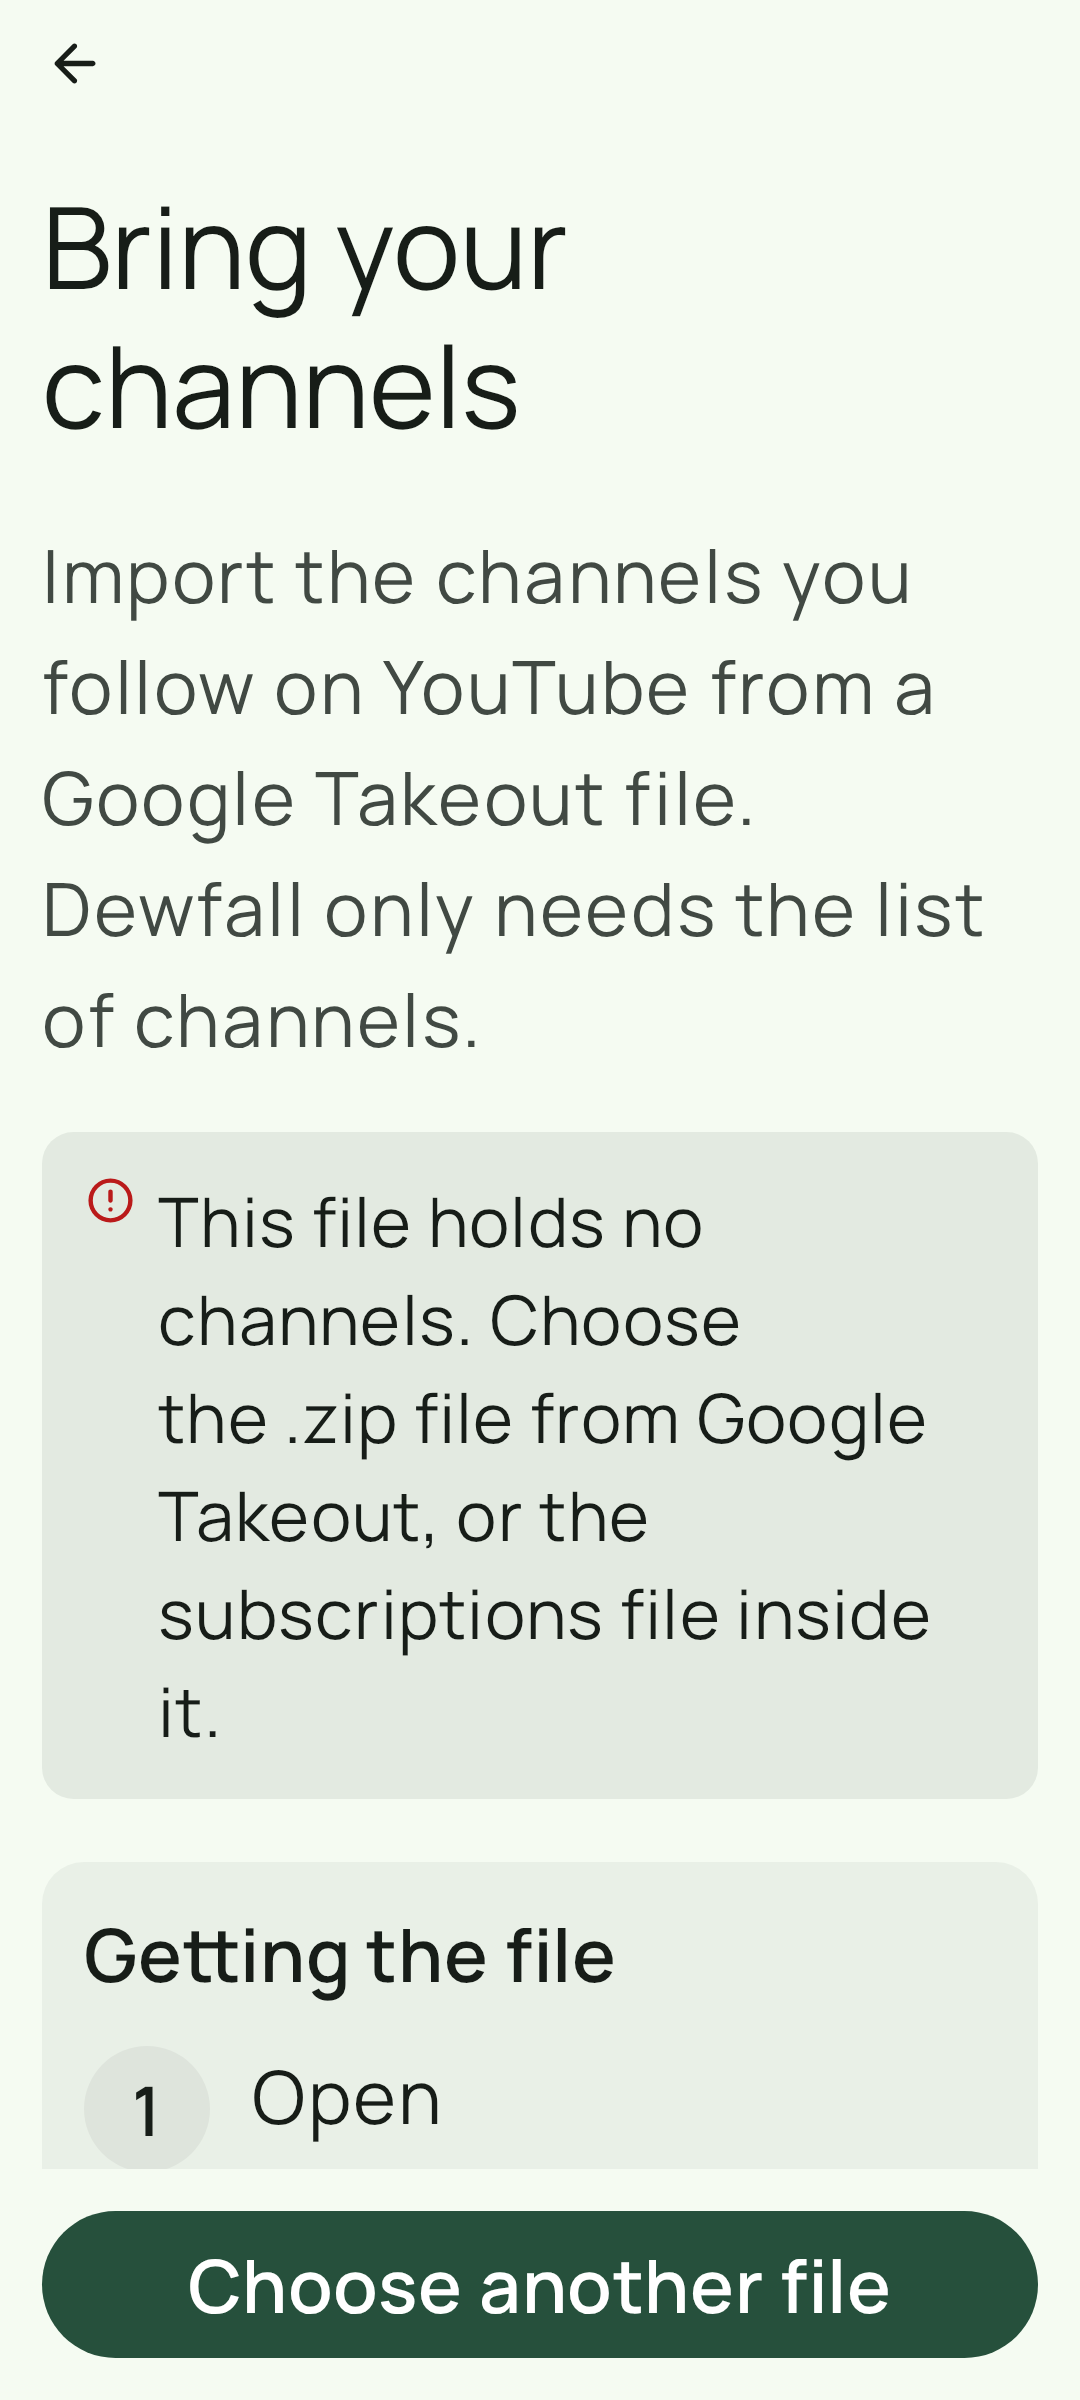 Bring your
channels
Import the channels you
follow on YouTube from a
Google Takeout file.
Dewfall only needs the list
of channels.
This file holds no
channels. Choose
the .zip file from Google
Takeout, or the
subscriptions file inside
it.
Getting the file
1 Open
Choose another file